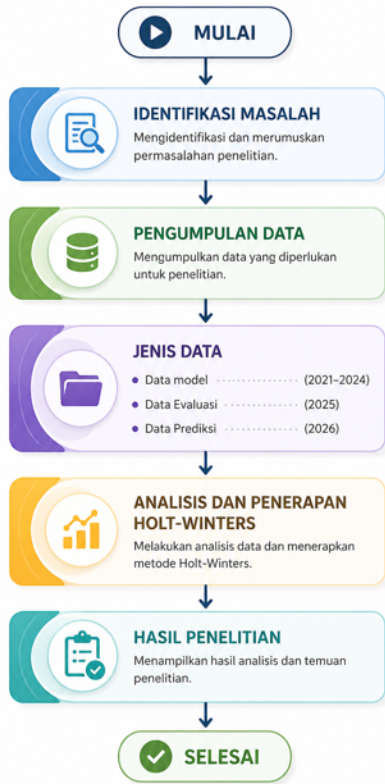 MULAI
IDENTIFIKASI MASALAH
Mengidentifikasi dan merumuskan
permasalahan penelitian.
PENGUMPULAN DATA
Mengumpulkan data yang diperlukan
untuk penelitian.
JENIS DATA
• Data model ................ (2021–2024)
• Data Evaluasi ............... (2025)
• Data Prediksi ............... (2026)
ANALISIS DAN PENERAPAN
HOLT-WINTERS
Melakukan analisis data dan menerapkan
metode Holt-Winters.
HASIL PENELITIAN
Menampilkan hasil analisis dan temuan
penelitian.
SELESAI